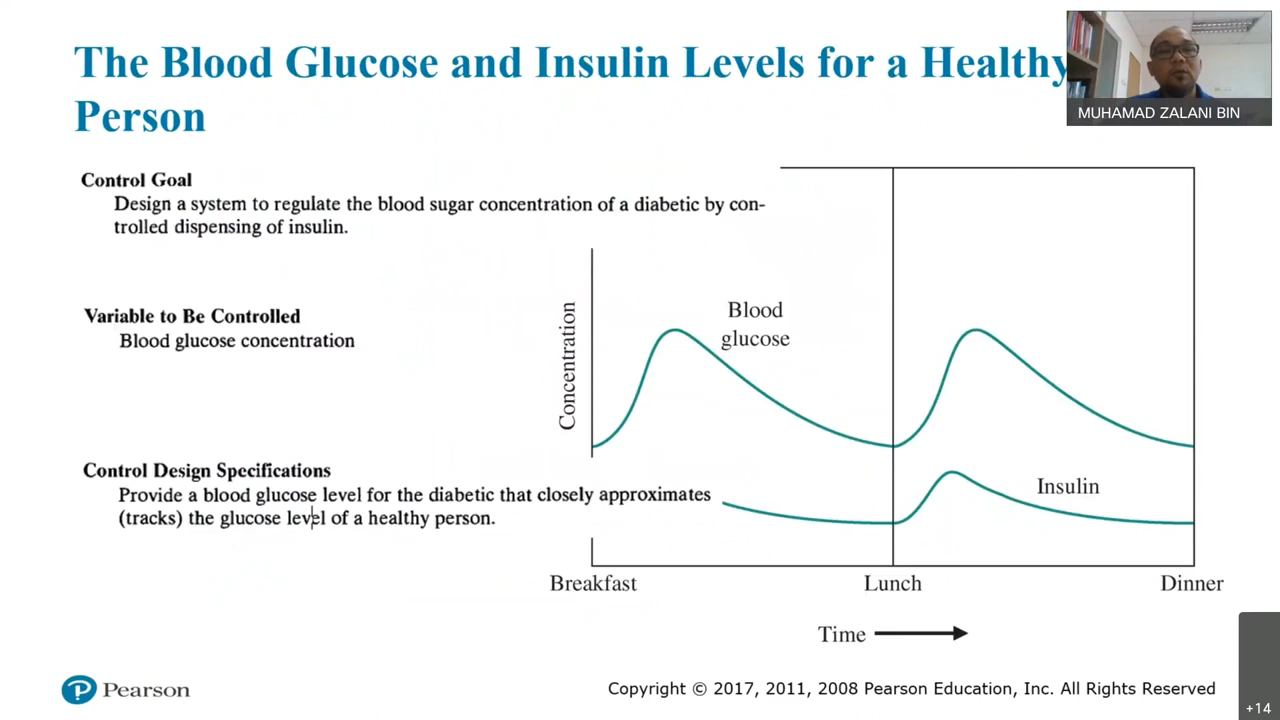 The Blood Glucose and Insulin Levels for a Healthy
Person
MUHAMAD ZALANI BIN
Control Goal
Design a system to regulate the blood sugar concentration of a diabetic by con-
trolled dispensing of insulin.
Variable to Be Controlled
Blood glucose concentration
Control Design Specifications
Provide a blood glucose level for the diabetic that closely approximates
(tracks) the glucose level of a healthy person.
Concentration
Blood
glucose
Insulin
Breakfast
Lunch
Dinner
Time
Pearson
Copyright © 2017, 2011, 2008 Pearson Education, Inc. All Rights Reserved
+14